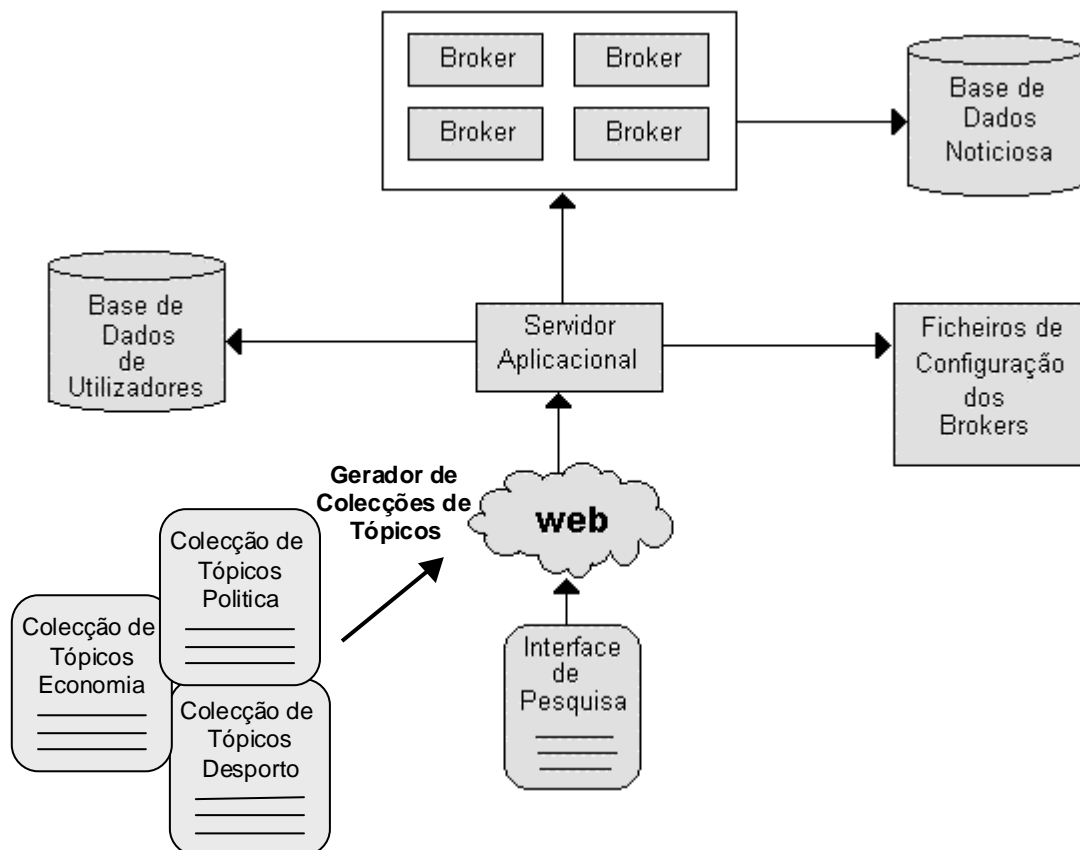 Broker
Broker
Broker
Broker
Base de
Dados
Noticiosa
Base de
Dados
de
Utilizadores
Servidor
Aplicacional
Ficheiros de
Configuração
dos
Brokers
Gerador de
Colecções de
Tópicos
web
Colecção de
Tópicos
Politica
Colecção de
Tópicos
Economia
Colecção de
Tópicos
Desporto
Interface
de
Pesquisa